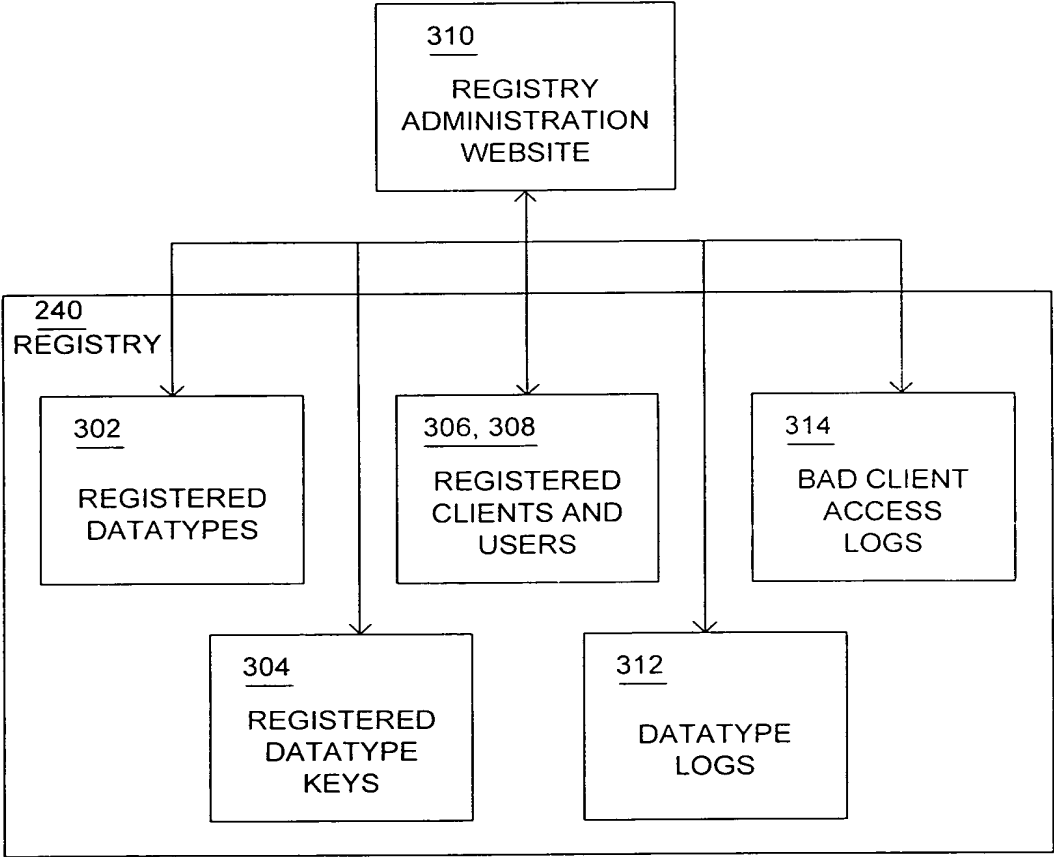 310
REGISTRY
ADMINISTRATION
WEBSITE
240
REGISTRY
302
REGISTERED
DATATYPES
306, 308
REGISTERED
CLIENTS AND
USERS
314
BAD CLIENT
ACCESS
LOGS
304
REGISTERED
DATATYPE
KEYS
312
DATATYPE
LOGS